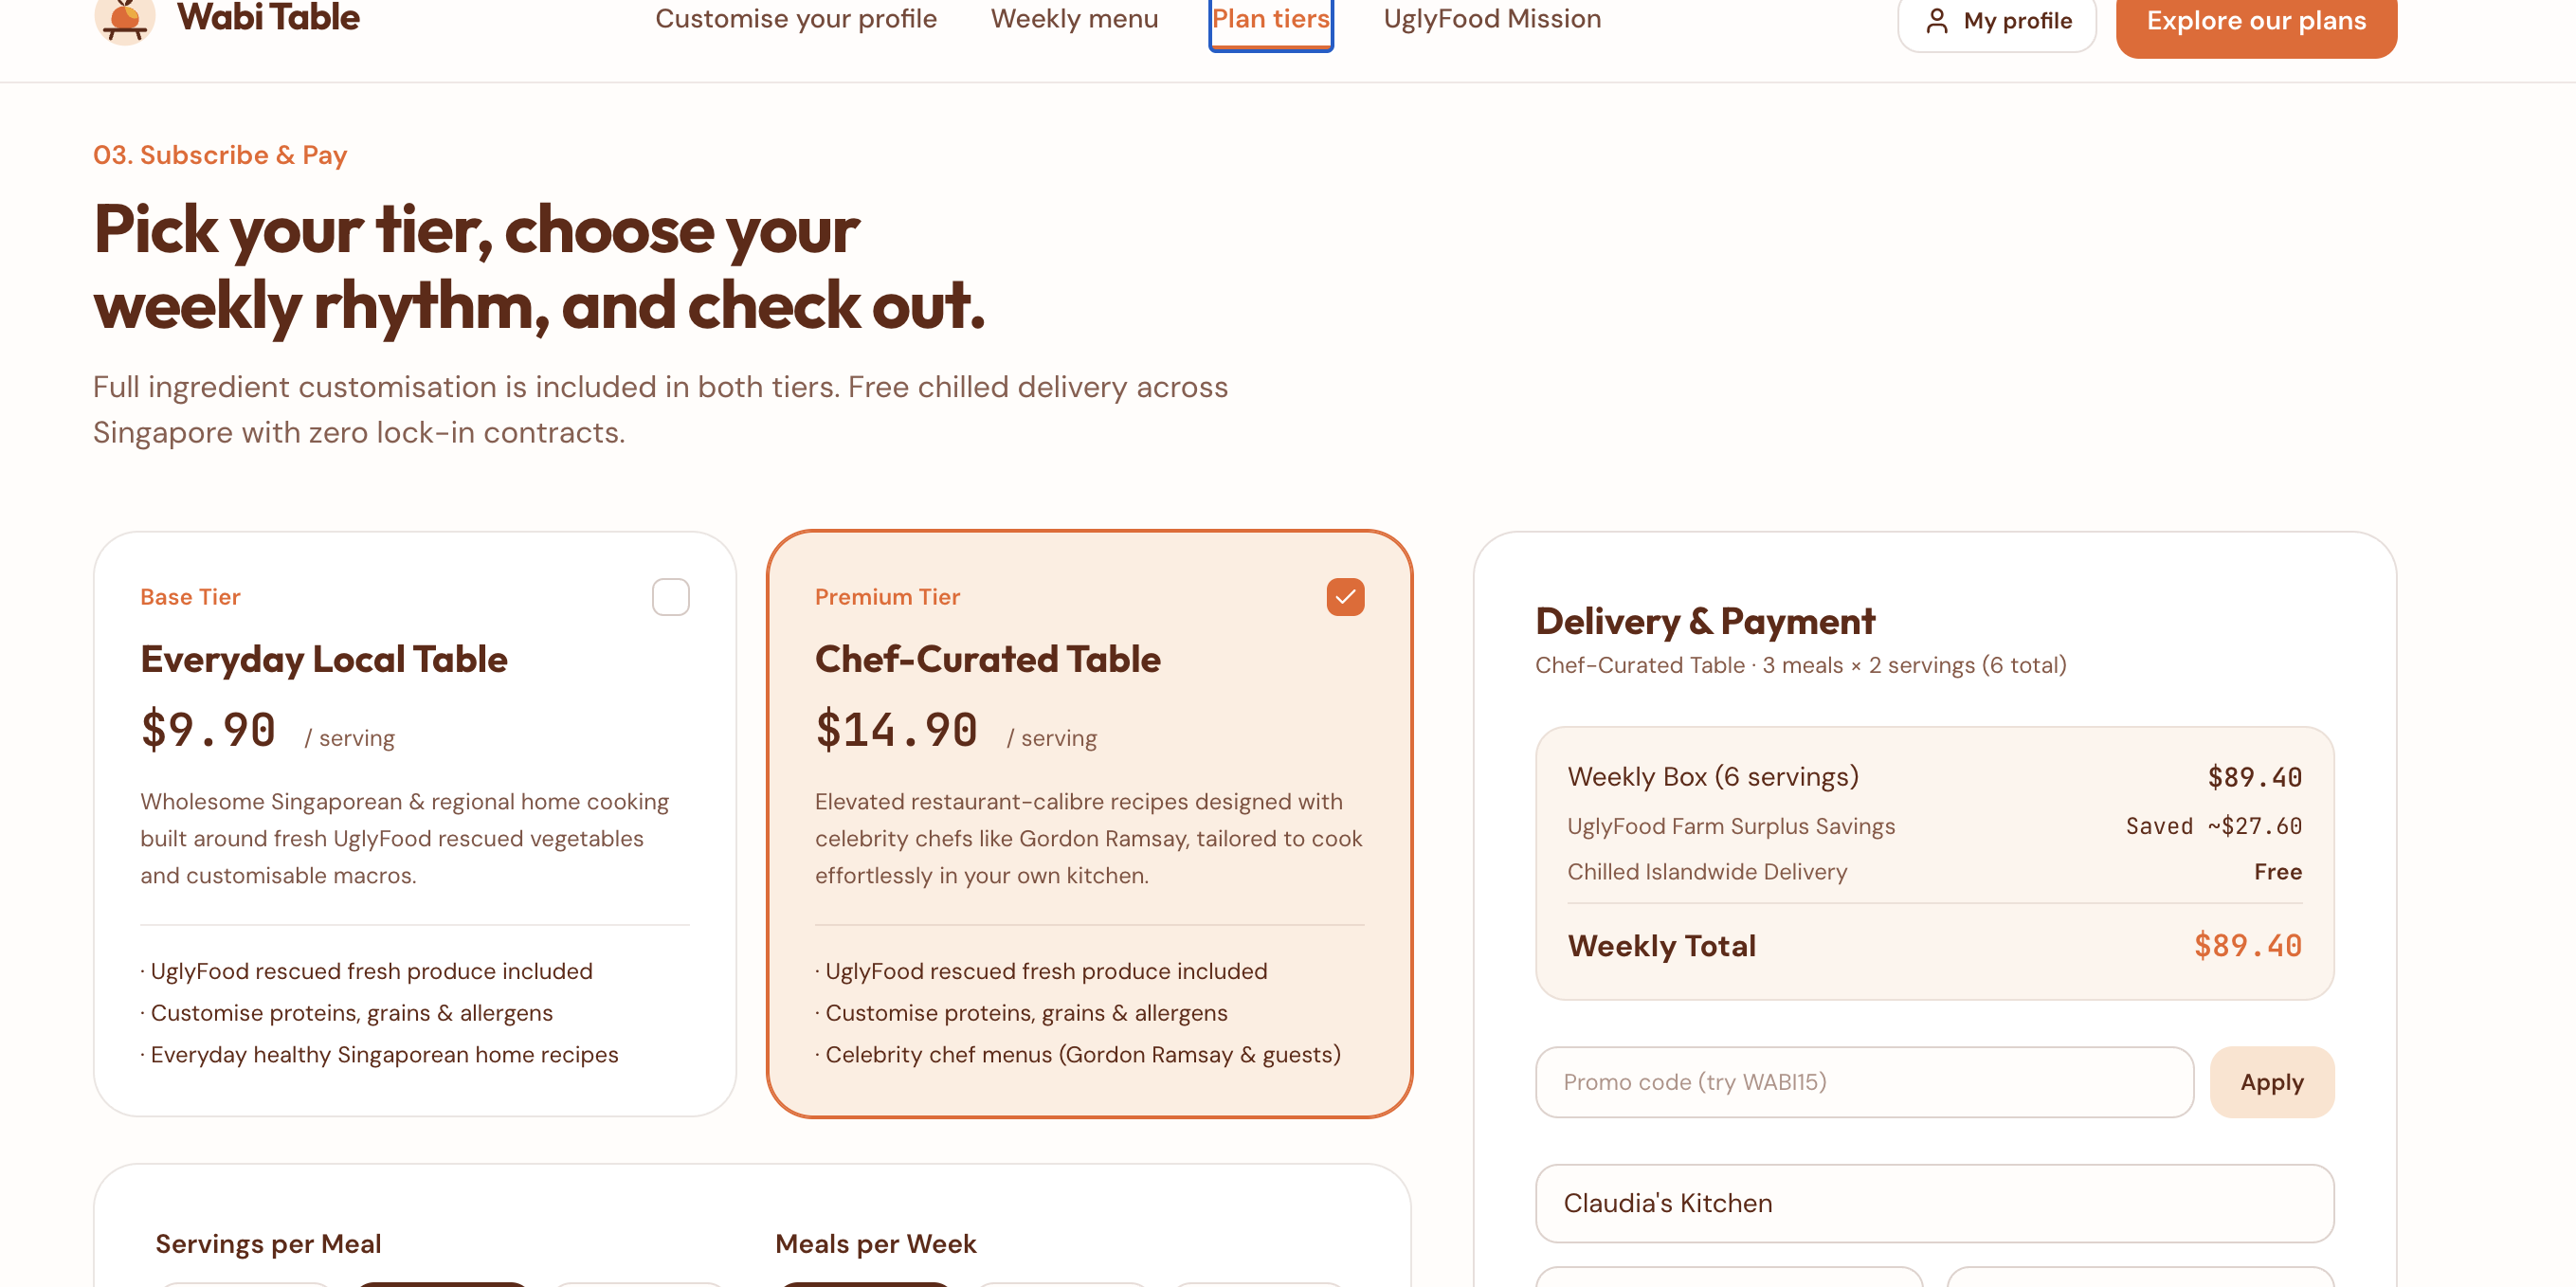 Wabi Table
Customise your profile
Weekly menu
Plan tiers
UglyFood Mission
My profile
Explore our plans
03. Subscribe & Pay
Pick your tier, choose your
weekly rhythm, and check out.
Full ingredient customisation is included in both tiers. Free chilled delivery across
Singapore with zero lock-in contracts.
Base Tier
Everyday Local Table
$9.90 / serving
Wholesome Singaporean & regional home cooking
built around fresh UglyFood rescued vegetables
and customisable macros.
· UglyFood rescued fresh produce included
· Customise proteins, grains & allergens
· Everyday healthy Singaporean home recipes
Premium Tier
Chef-Curated Table
$14.90 / serving
Elevated restaurant-calibre recipes designed with
celebrity chefs like Gordon Ramsay, tailored to cook
effortlessly in your own kitchen.
· UglyFood rescued fresh produce included
· Customise proteins, grains & allergens
· Celebrity chef menus (Gordon Ramsay & guests)
Servings per Meal
Meals per Week
Delivery & Payment
Chef-Curated Table · 3 meals × 2 servings (6 total)
Weekly Box (6 servings) $89.40
UglyFood Farm Surplus Savings Saved ~$27.60
Chilled Islandwide Delivery Free
Weekly Total $89.40
Promo code (try WABI15)
Apply
Claudia's Kitchen